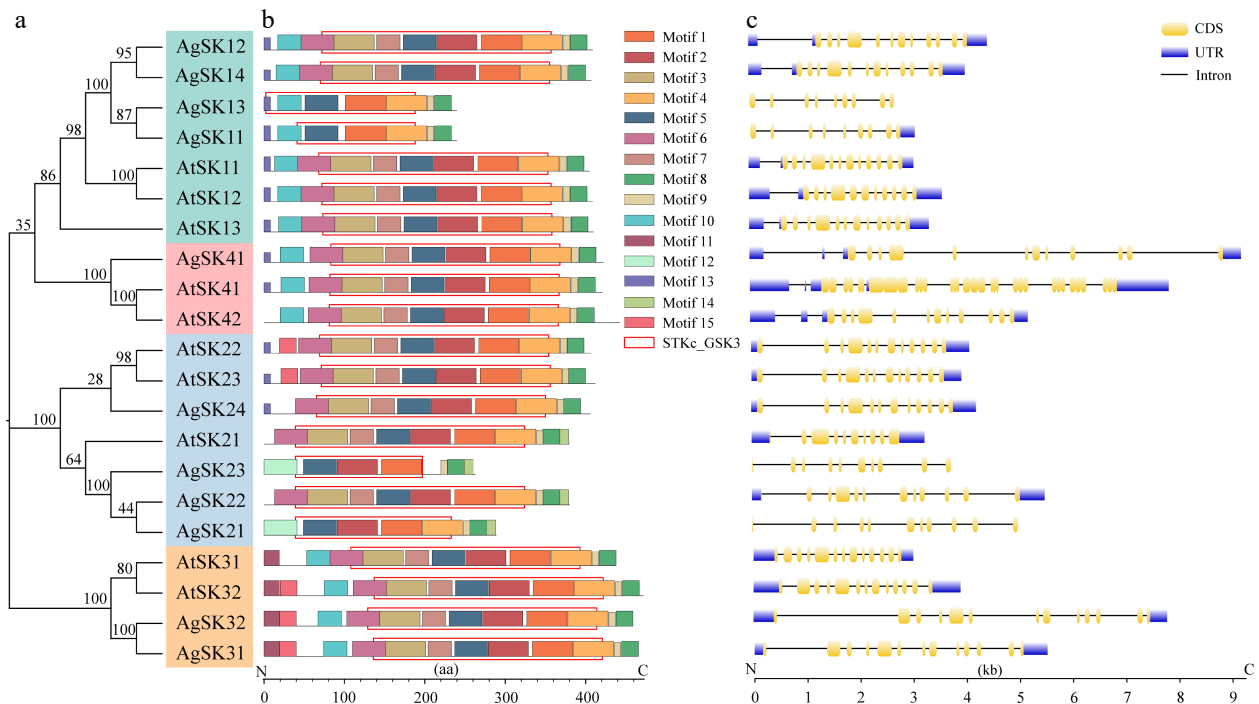 a
b
c
95
100
87
98
100
86
35
100
100
98
28
100
64
100
44
80
100
100
AgSK12
AgSK14
AgSK13
AgSK11
AtSK11
AtSK12
AtSK13
AgSK41
AtSK41
AtSK42
AtSK22
AtSK23
AgSK24
AtSK21
AgSK23
AgSK22
AgSK21
AtSK31
AtSK32
AgSK32
AgSK31
Motif 1
Motif 2
Motif 3
Motif 4
Motif 5
Motif 6
Motif 7
Motif 8
Motif 9
Motif 10
Motif 11
Motif 12
Motif 13
Motif 14
Motif 15
STKc_GSK3
N (aa) C
0 100 200 300 400
CDS
UTR
Intron
N (kb) C
0 1 2 3 4 5 6 7 8 9